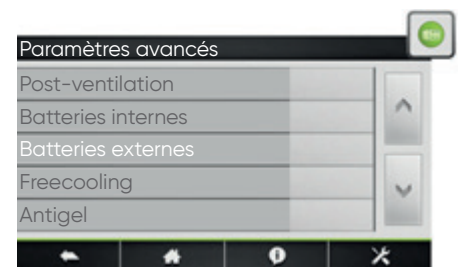 Paramètres avancés
Post-ventilation
Batteries internes
Batteries externes
Freecooling
Antigel